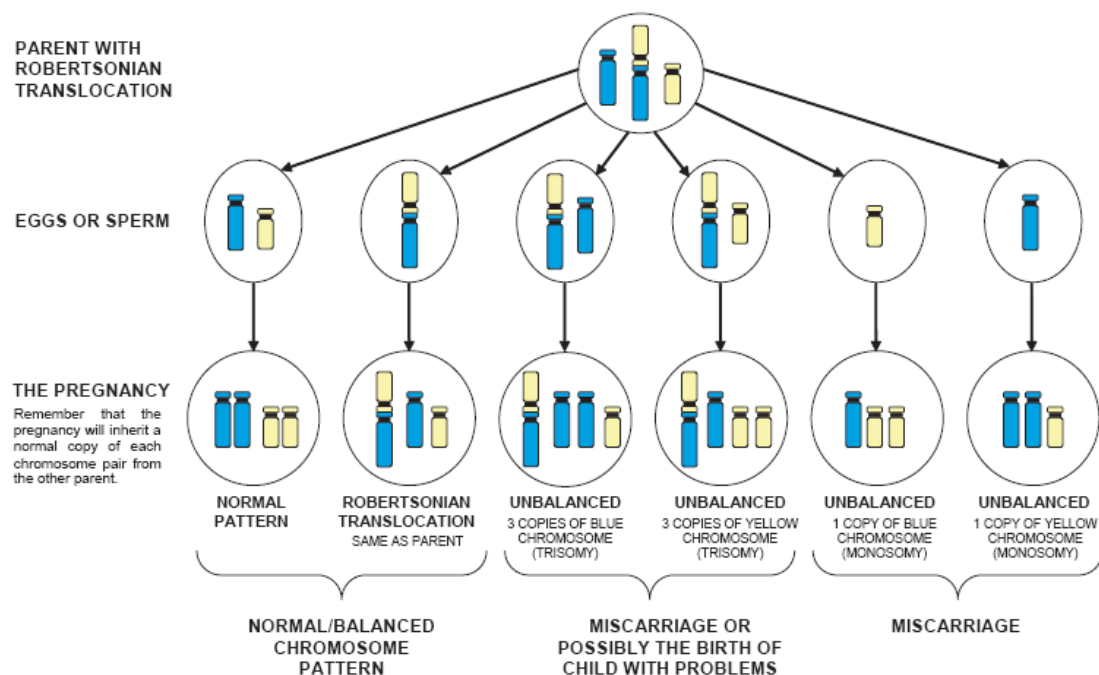 PARENT WITH
ROBERTSONIAN
TRANSLOCATION
EGGS OR SPERM
THE PREGNANCY
Remember that the
pregnancy will inherit a
normal copy of each
chromosome pair from
the other parent.
NORMAL
PATTERN
ROBERTSONIAN
TRANSLOCATION
SAME AS PARENT
UNBALANCED
3 COPIES OF BLUE
CHROMOSOME
(TRISOMY)
UNBALANCED
3 COPIES OF YELLOW
CHROMOSOME
(TRISOMY)
UNBALANCED
1 COPY OF BLUE
CHROMOSOME
(MONOSOMY)
UNBALANCED
1 COPY OF YELLOW
CHROMOSOME
(MONOSOMY)
NORMAL/BALANCED
CHROMOSOME
PATTERN
MISCARRIAGE OR
POSSIBLY THE BIRTH OF
CHILD WITH PROBLEMS
MISCARRIAGE